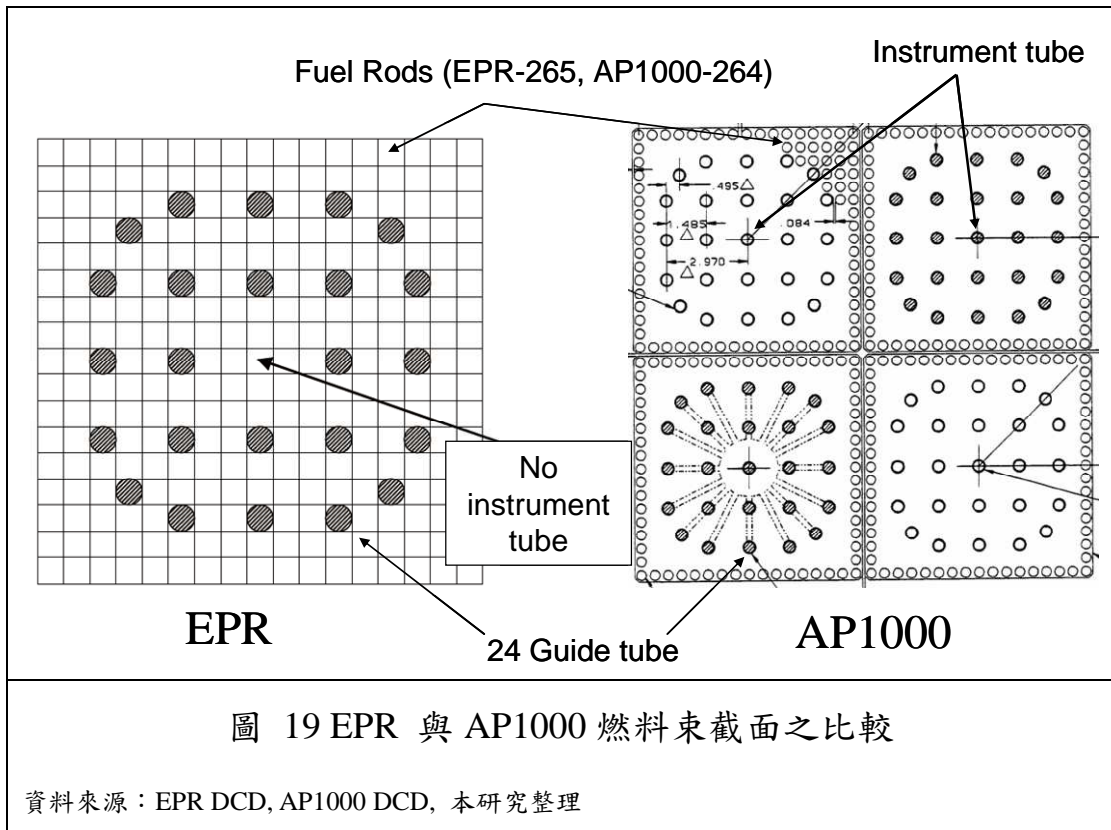 Fuel Rods (EPR-265, AP1000-264)
Instrument tube
.495△
1.485
△
.084
2.970
△
No
instrument
tube
EPR
24 Guide tube
AP1000
圖 19 EPR 與 AP1000 燃料束截面之比較
資料來源：EPR DCD, AP1000 DCD, 本研究整理